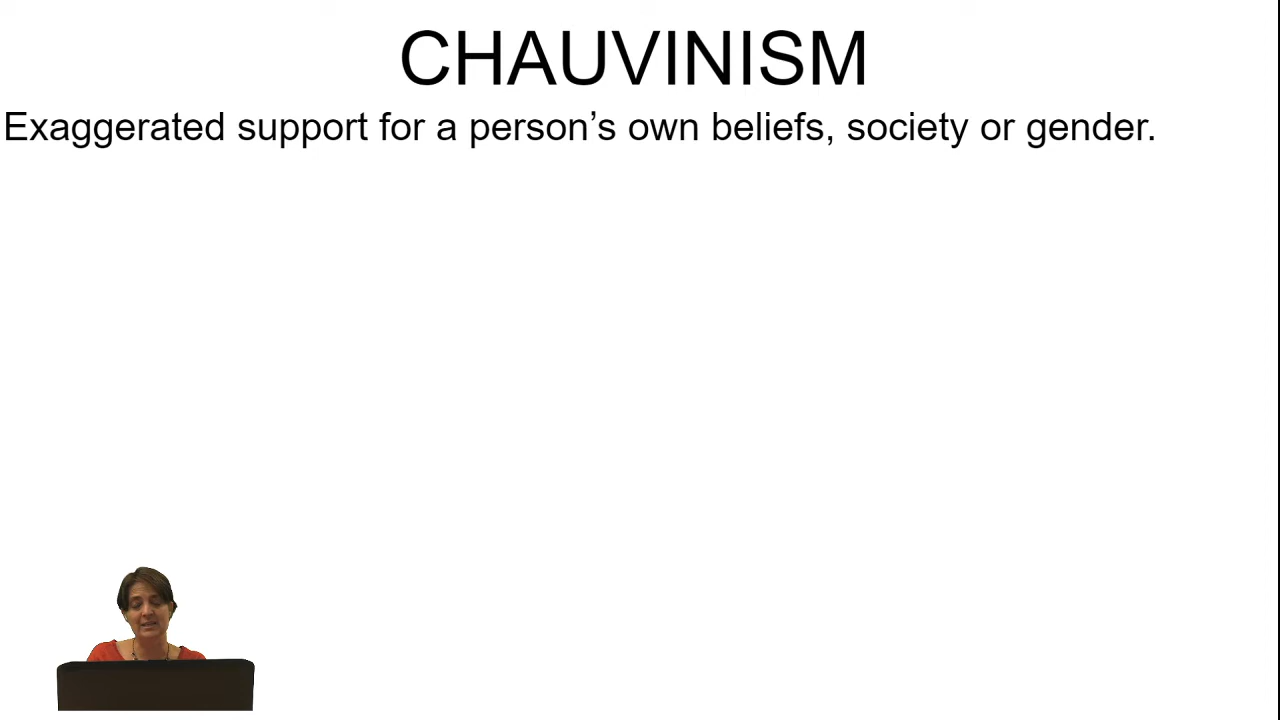 CHAUVINISM
Exaggerated support for a person’s own beliefs, society or gender.